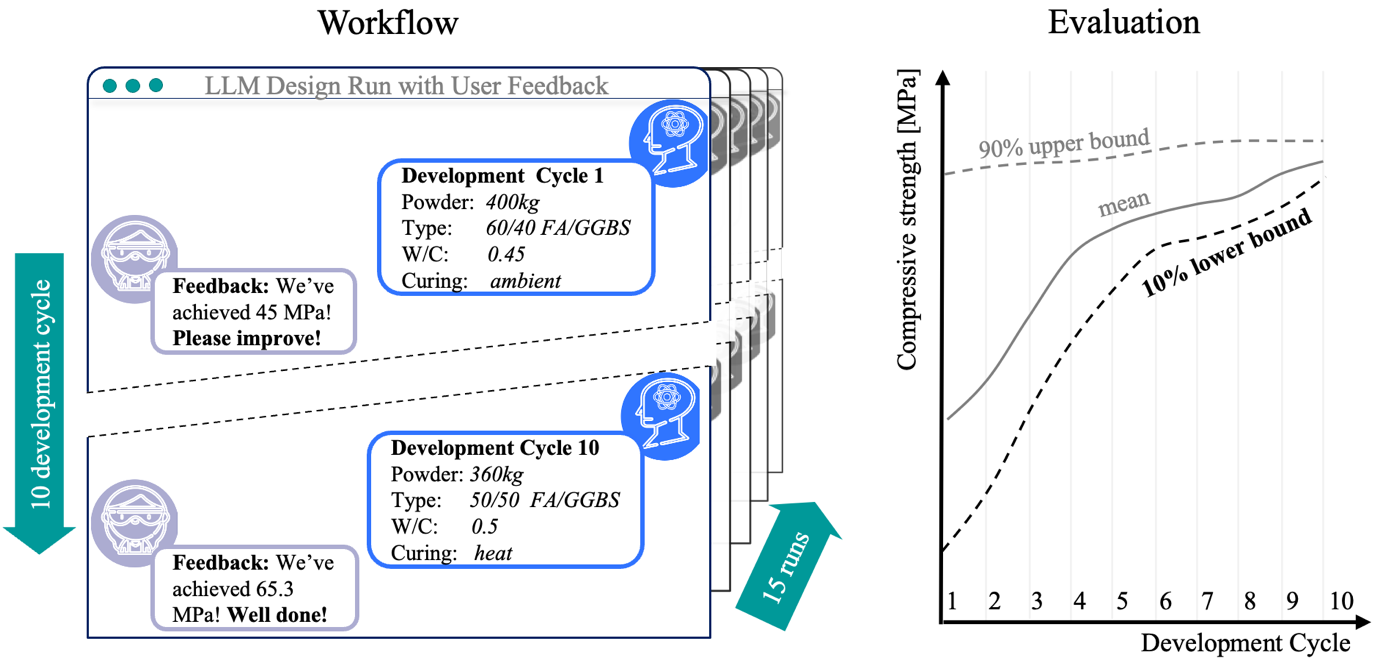 Workflow
LLM Design Run with User Feedback
Development Cycle 1
Powder: 400kg
Type: 60/40 FA/GGBS
W/C: 0.45
Curing: ambient
Feedback: We’ve
achieved 45 MPa!
Please improve!
10 development cycle
Development Cycle 10
Powder: 360kg
Type: 50/50 FA/GGBS
W/C: 0.5
Curing: heat
Feedback: We’ve
achieved 65.3
MPa! Well done!
15 runs
Evaluation
Compressive strength [MPa]
90% upper bound
mean
10% lower bound
1 2 3 4 5 6 7 8 9 10
Development Cycle